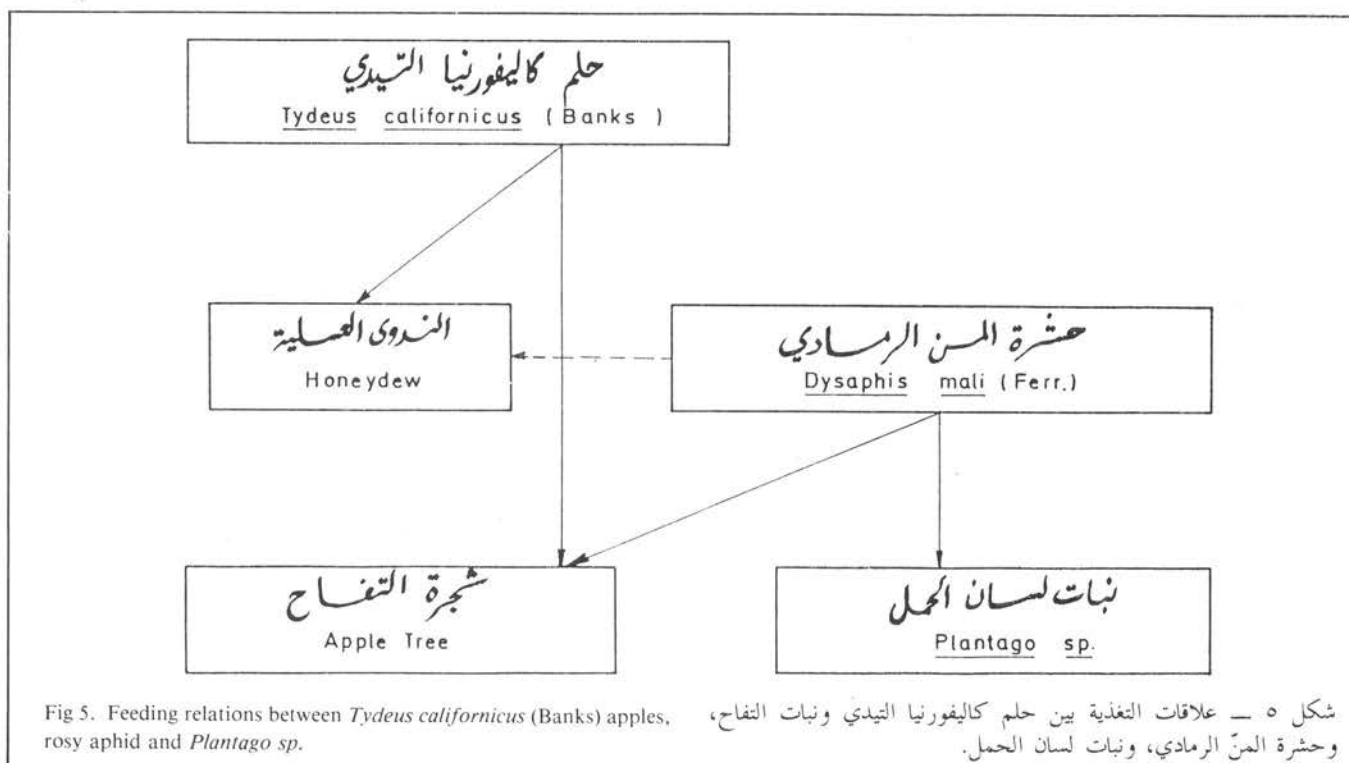 حلم كاليفورنيا التيدي
Tydeus californicus (Banks)
الندوى العسلية
Honeydew
حشرة المن الرمادي
Dysaphis mali (Ferr.)
شجرة التفاح
Apple Tree
نبات لسان الحمل
Plantago sp.
Fig 5. Feeding relations between Tydeus californicus (Banks) apples,
rosy aphid and Plantago sp.
شكل ٥ — علاقات التغذية بين حلم كاليفورنيا التيدي ونبات التفاح،
وحشرة المنّ الرمادي، ونبات لسان الحمل.